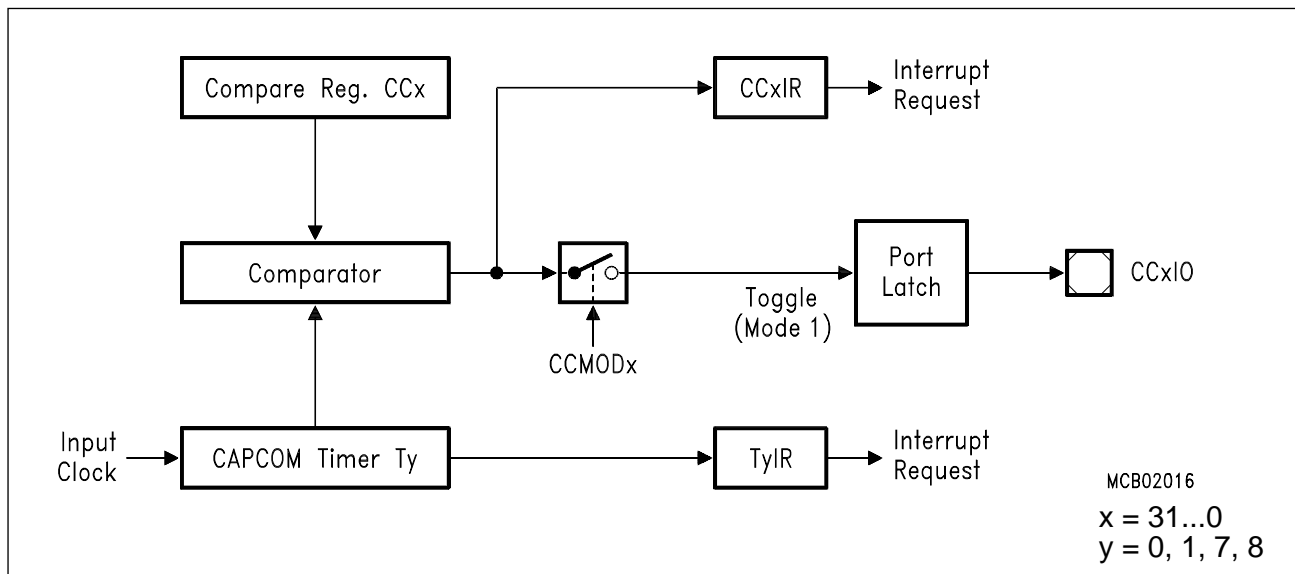 Compare Reg. CCx
CCxIR
Interrupt
Request
Comparator
CCMODx
Toggle
(Mode 1)
Port
Latch
CCxIO
Input
Clock
CAPCOM Timer Ty
TyIR
Interrupt
Request
MCB02016
x = 31...0
y = 0, 1, 7, 8